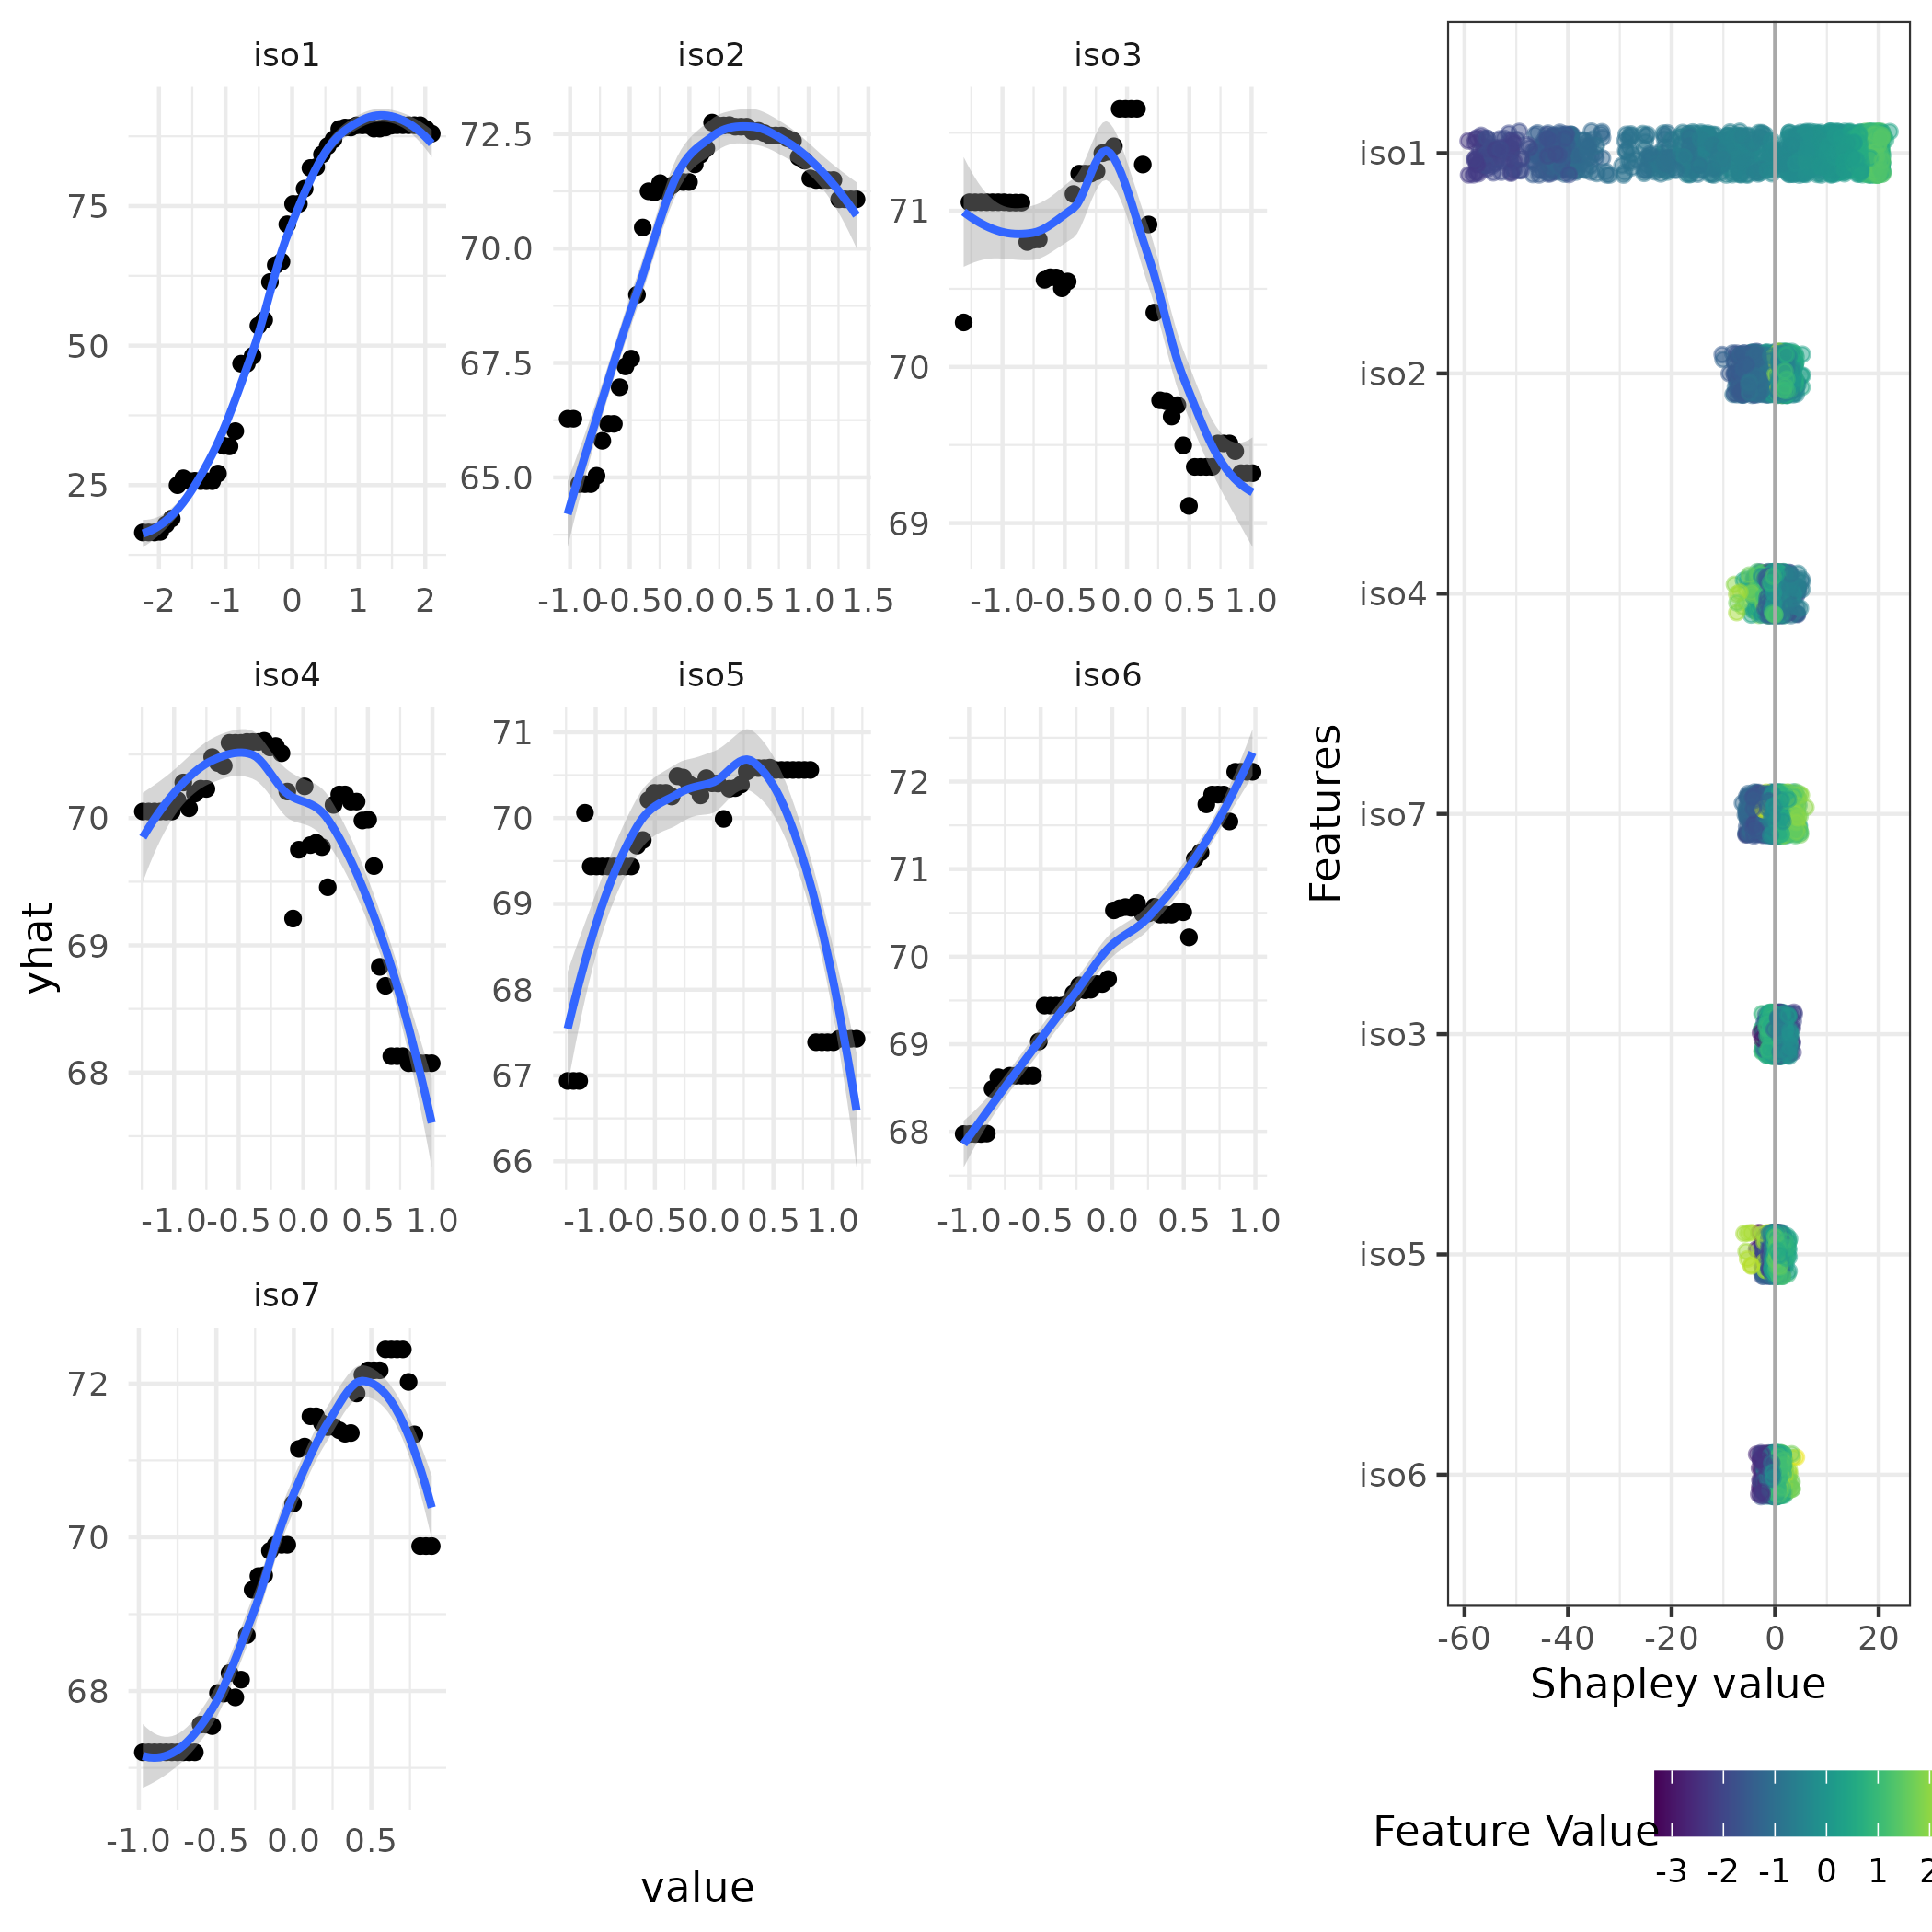 iso1 iso2 iso3
72.5
75
70.0
71
50
67.5
70
25
65.0
69
-2 -1 0 1 2
-1.0 -0.5 0.0 0.5 1.0 1.5
-1.0 -0.5 0.0 0.5 1.0
iso4 iso5 iso6
70
69
68
71
70
69
68
67
66
72
71
70
69
68
-1.0 -0.5 0.0 0.5 1.0
-1.0 -0.5 0.0 0.5 1.0
-1.0 -0.5 0.0 0.5 1.0
iso7
72
70
68
-1.0 -0.5 0.0 0.5
yhat
value
Features
iso1
iso2
iso4
iso7
iso3
iso5
iso6
-60 -40 -20 0 20
Shapley value
Feature Value
-3 -2 -1 0 1 2